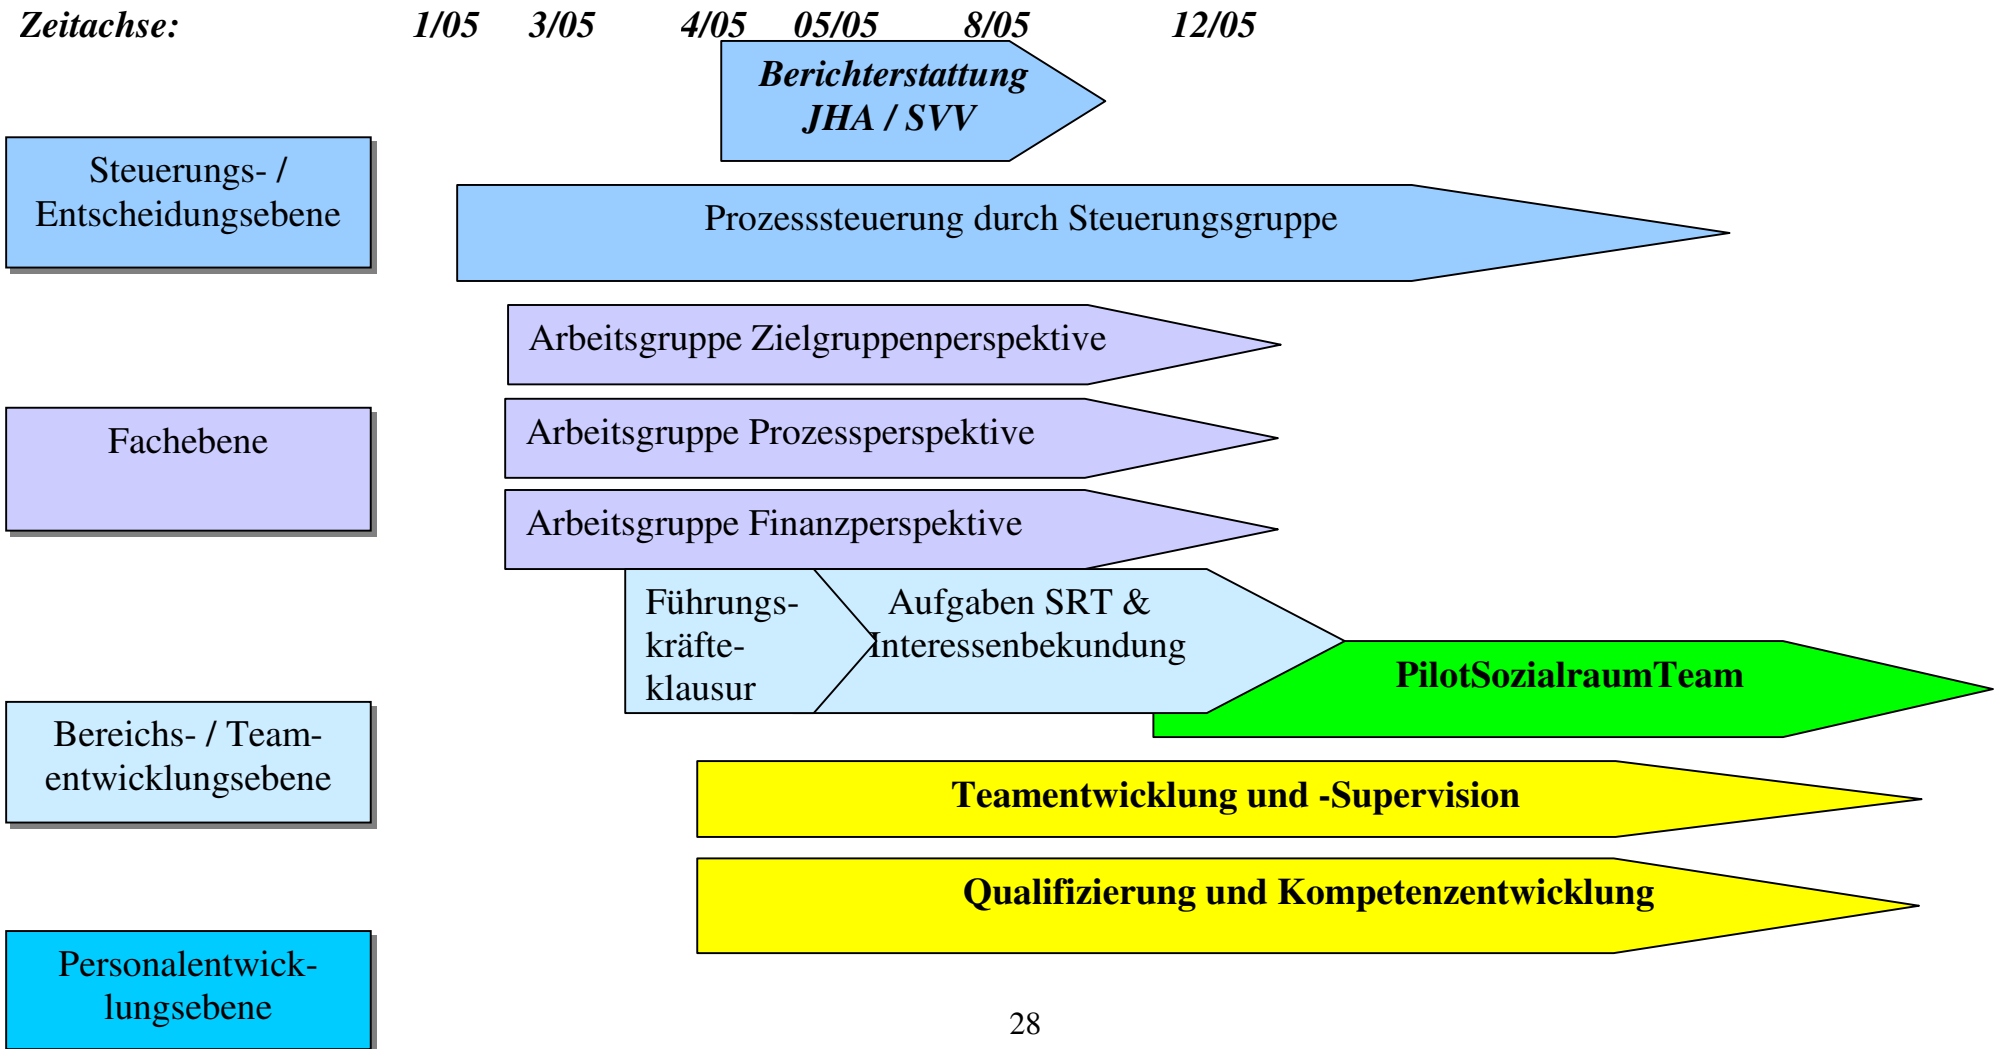 Zeitachse: 1/05 3/05 4/05 05/05 8/05 12/05
Berichterstattung
JHA / SVV
Steuerungs- /
Entscheidungsebene
Prozesssteuerung durch Steuerungsgruppe
Arbeitsgruppe Zielgruppenperspektive
Fachebene
Arbeitsgruppe Prozessperspektive
Arbeitsgruppe Finanzperspektive
Führungs-
kräfte-
klausur
Aufgaben SRT &
Interessenbekundung
PilotSozialraumTeam
Bereichs- / Team-
entwicklungsebene
Teamentwicklung und -Supervision
Qualifizierung und Kompetenzentwicklung
Personalentwick-
lungsebene
28